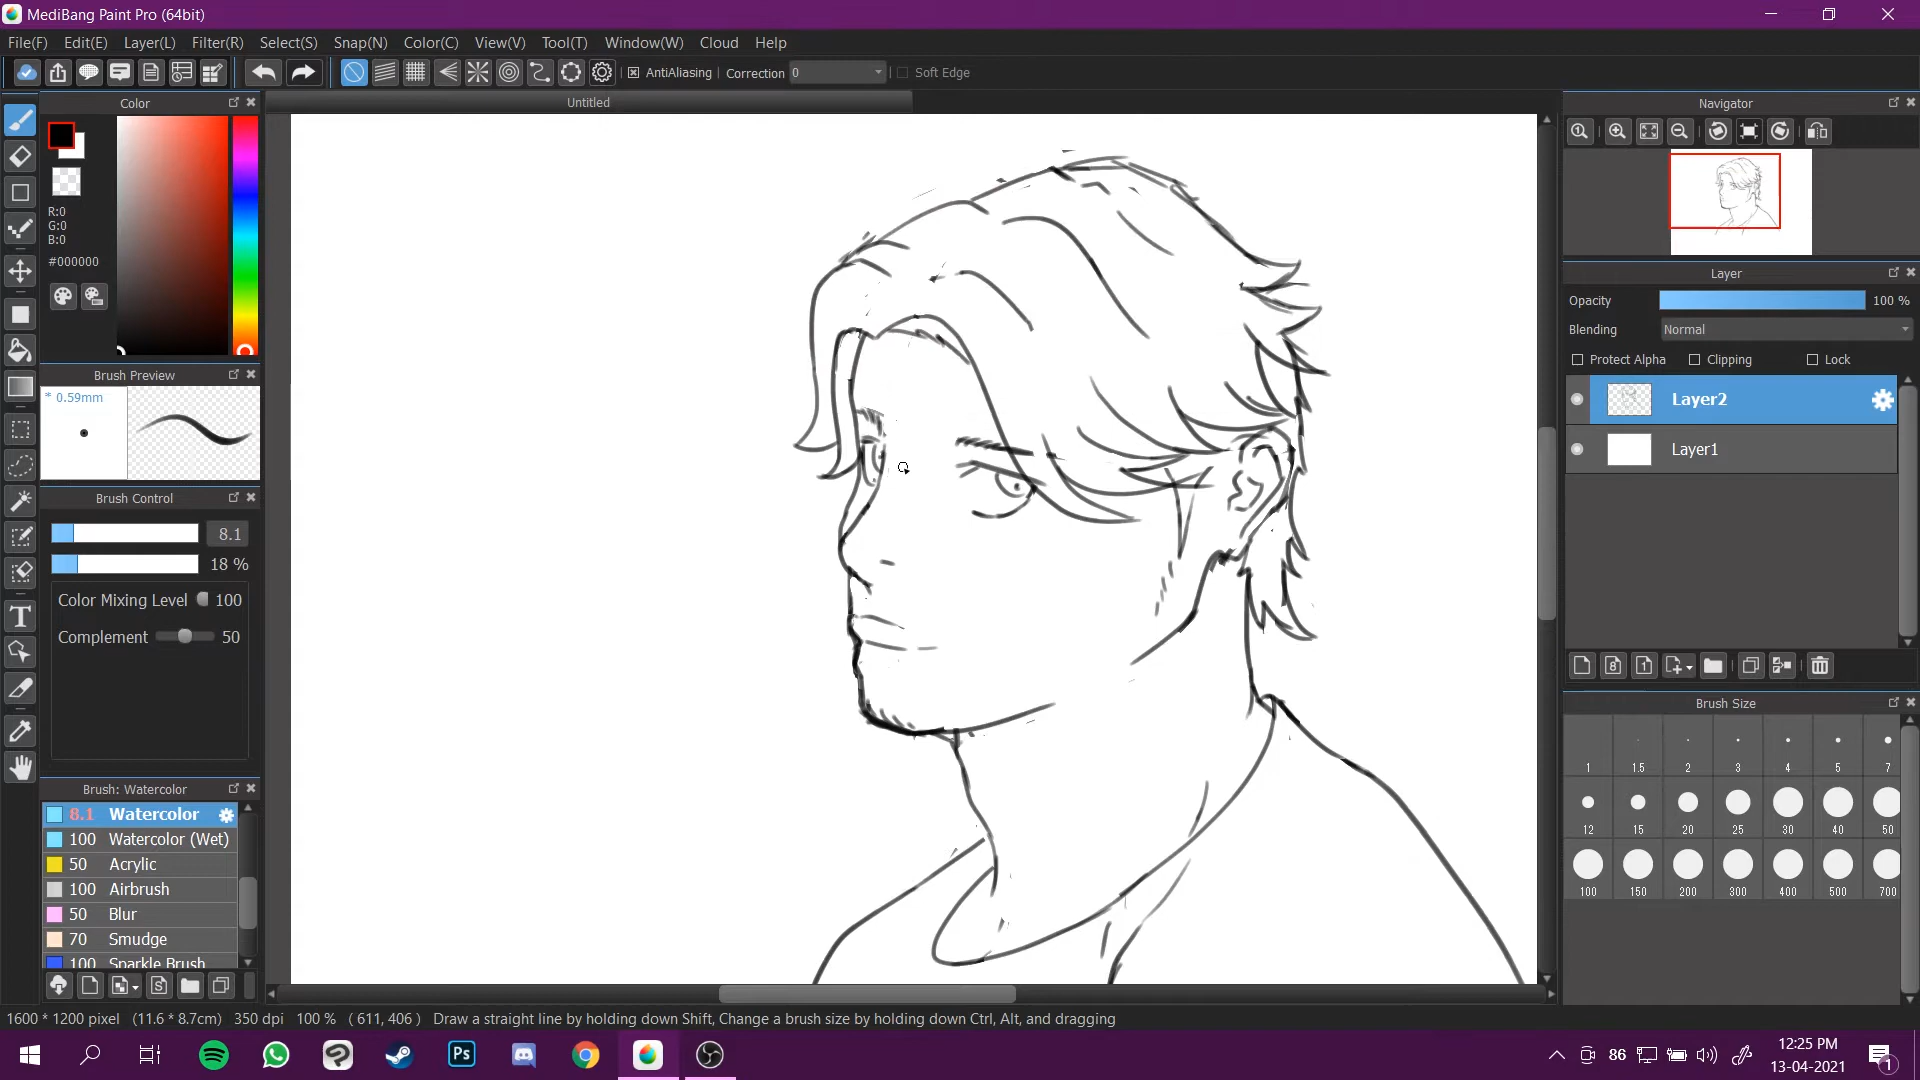 MediBang Paint Pro (64bit)
File(F) Edit(E) Layer(L) Filter(R) Select(S) Snap(N) Color(C) View(V) Tool(T) Window(W) Cloud Help
AntiAliasing Correction 0 Soft Edge
Color
Untitled
Navigator
R:0
G:0
B:0
#000000
Layer
Opacity 100 %
Blending Normal
Protect Alpha Clipping Lock
Brush Preview
* 0.59mm
Layer2
Layer1
Brush Control
8.1
18 %
Color Mixing Level 100
Complement 50
Brush Size
1 1.5 2 3 4 5 7
12 15 20 25 30 40 50
100 150 200 300 400 500 700
Brush: Watercolor
8.1 Watercolor
100 Watercolor (Wet)
50 Acrylic
100 Airbrush
50 Blur
70 Smudge
100 Sparkle Brush
1600 * 1200 pixel (11.6 * 8.7cm) 350 dpi 100 % ( 611, 406 ) Draw a straight line by holding down Shift, Change a brush size by holding down Ctrl, Alt, and dragging
Ps
86
12:25 PM
13-04-2021
1